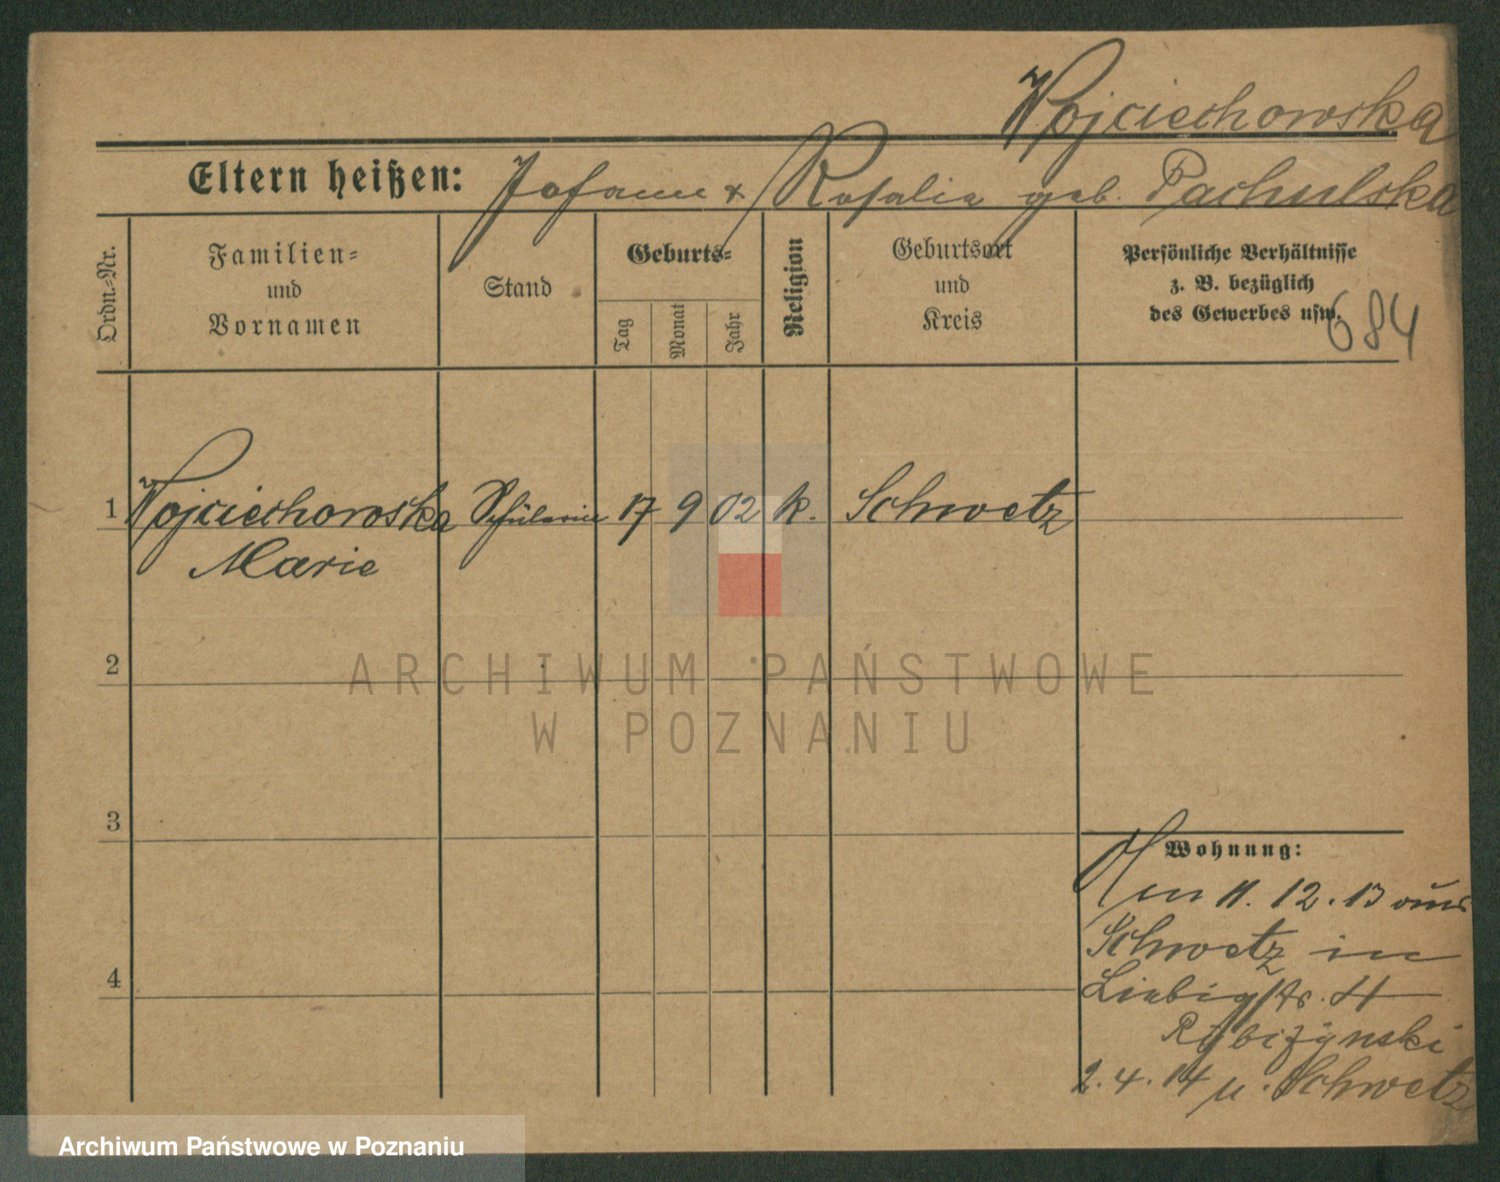 Wojciechowska
Eltern heißen: Johann & Rosalie geb. Pachulska
Ordn.-Nr.
Familien-
und
Vornamen
Stand
Geburts-
Tag
Monat
Jahr
Religion
Geburtsort
und
Kreis
Persönliche Verhältnisse
z. B. bezüglich
des Gewerbes usw.
684
1 Wojciechowska Schülerin 17 9 02 k. Schwetz
Marie
2
ARCHIWUM PAŃSTWOWE
W POZNANIU
3
Wohnung:
Am 11. 12. 13 aus
Schwetz in
Liebigstr. 4
4
2. 4. 14 n. Schwetz
Archiwum Państwowe w Poznaniu